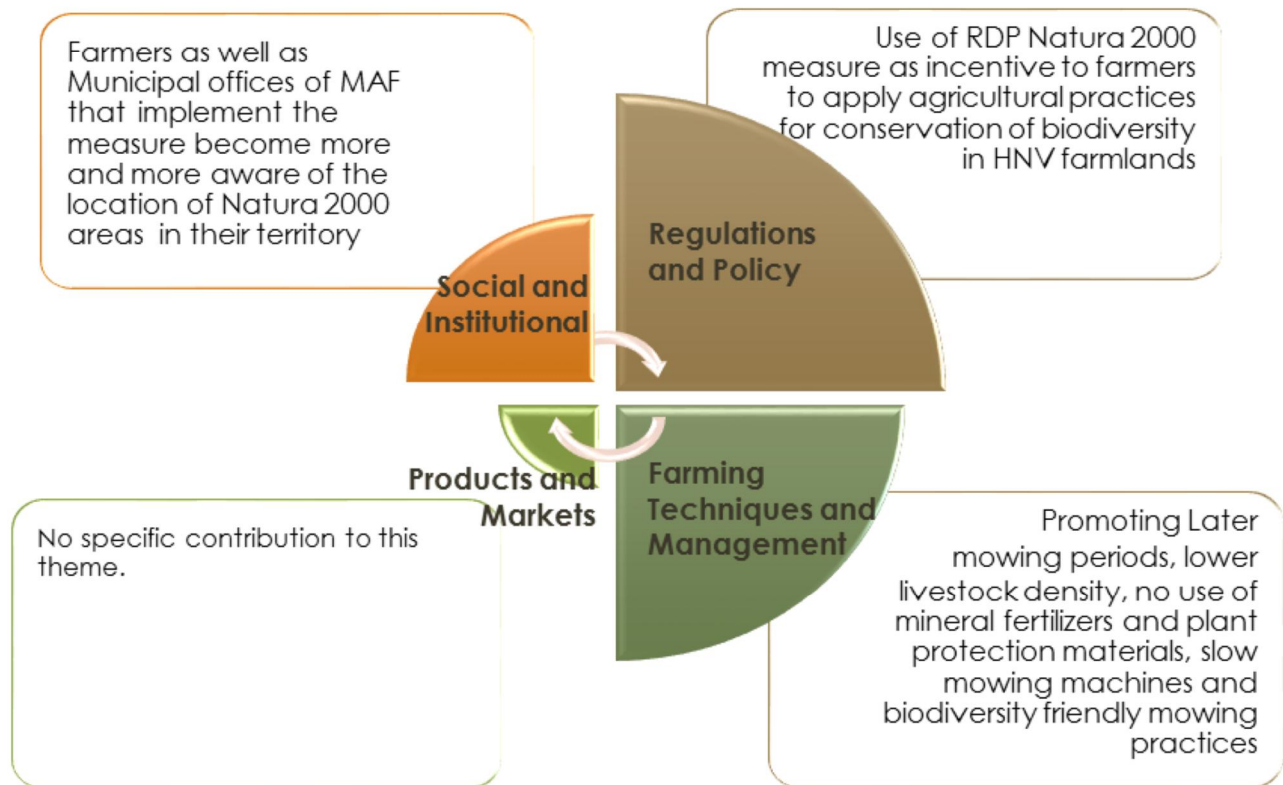 Farmers as well as
Municipal offices of MAF
that implement the
measure become more
and more aware of the
location of Natura 2000
areas in their territory
Use of RDP Natura 2000
measure as incentive to farmers
to apply agricultural practices
for conservation of biodiversity
in HNV farmlands
Social and
Institutional
Regulations
and Policy
Products and
Markets
Farming
Techniques and
Management
No specific contribution to this
theme.
Promoting Later
mowing periods, lower
livestock density, no use of
mineral fertilizers and plant
protection materials, slow
mowing machines and
biodiversity friendly mowing
practices